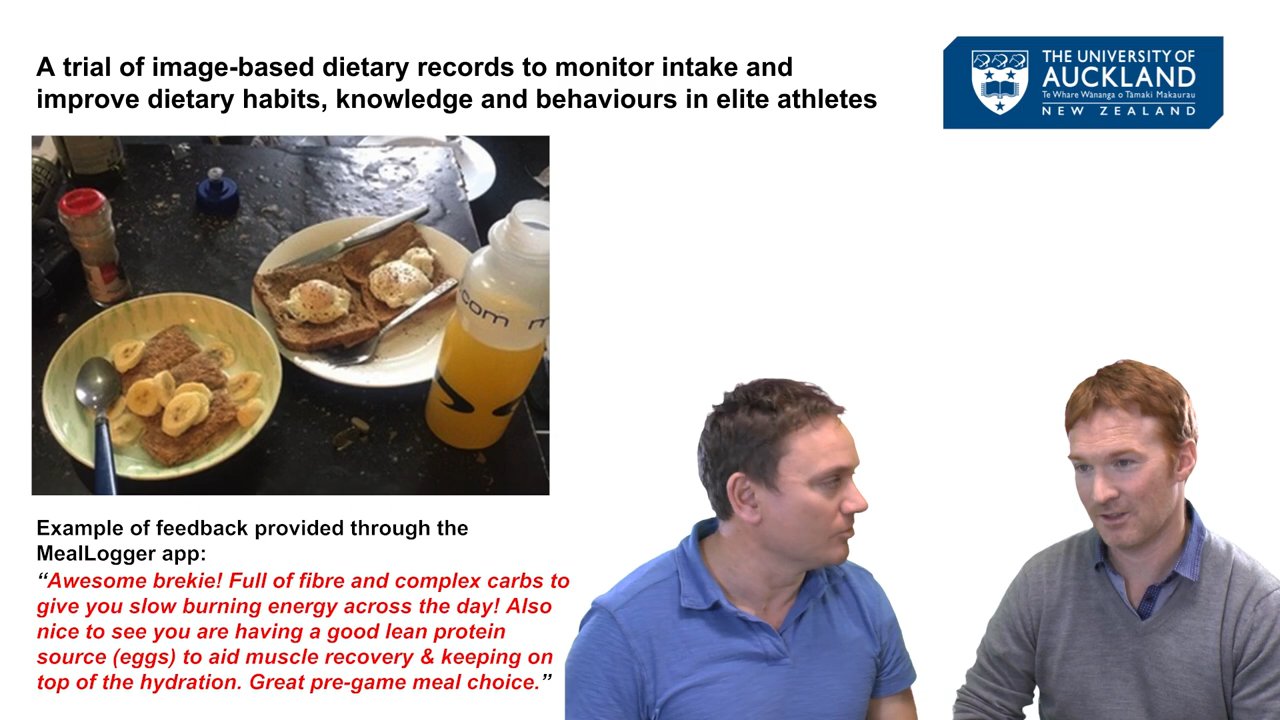 A trial of image-based dietary records to monitor intake and
improve dietary habits, knowledge and behaviours in elite athletes
THE UNIVERSITY OF
AUCKLAND
Te Whare Wānanga o Tāmaki Makaurau
NEW ZEALAND
.com m
Example of feedback provided through the
MealLogger app:
“Awesome brekie! Full of fibre and complex carbs to
give you slow burning energy across the day! Also
nice to see you are having a good lean protein
source (eggs) to aid muscle recovery & keeping on
top of the hydration. Great pre-game meal choice.”